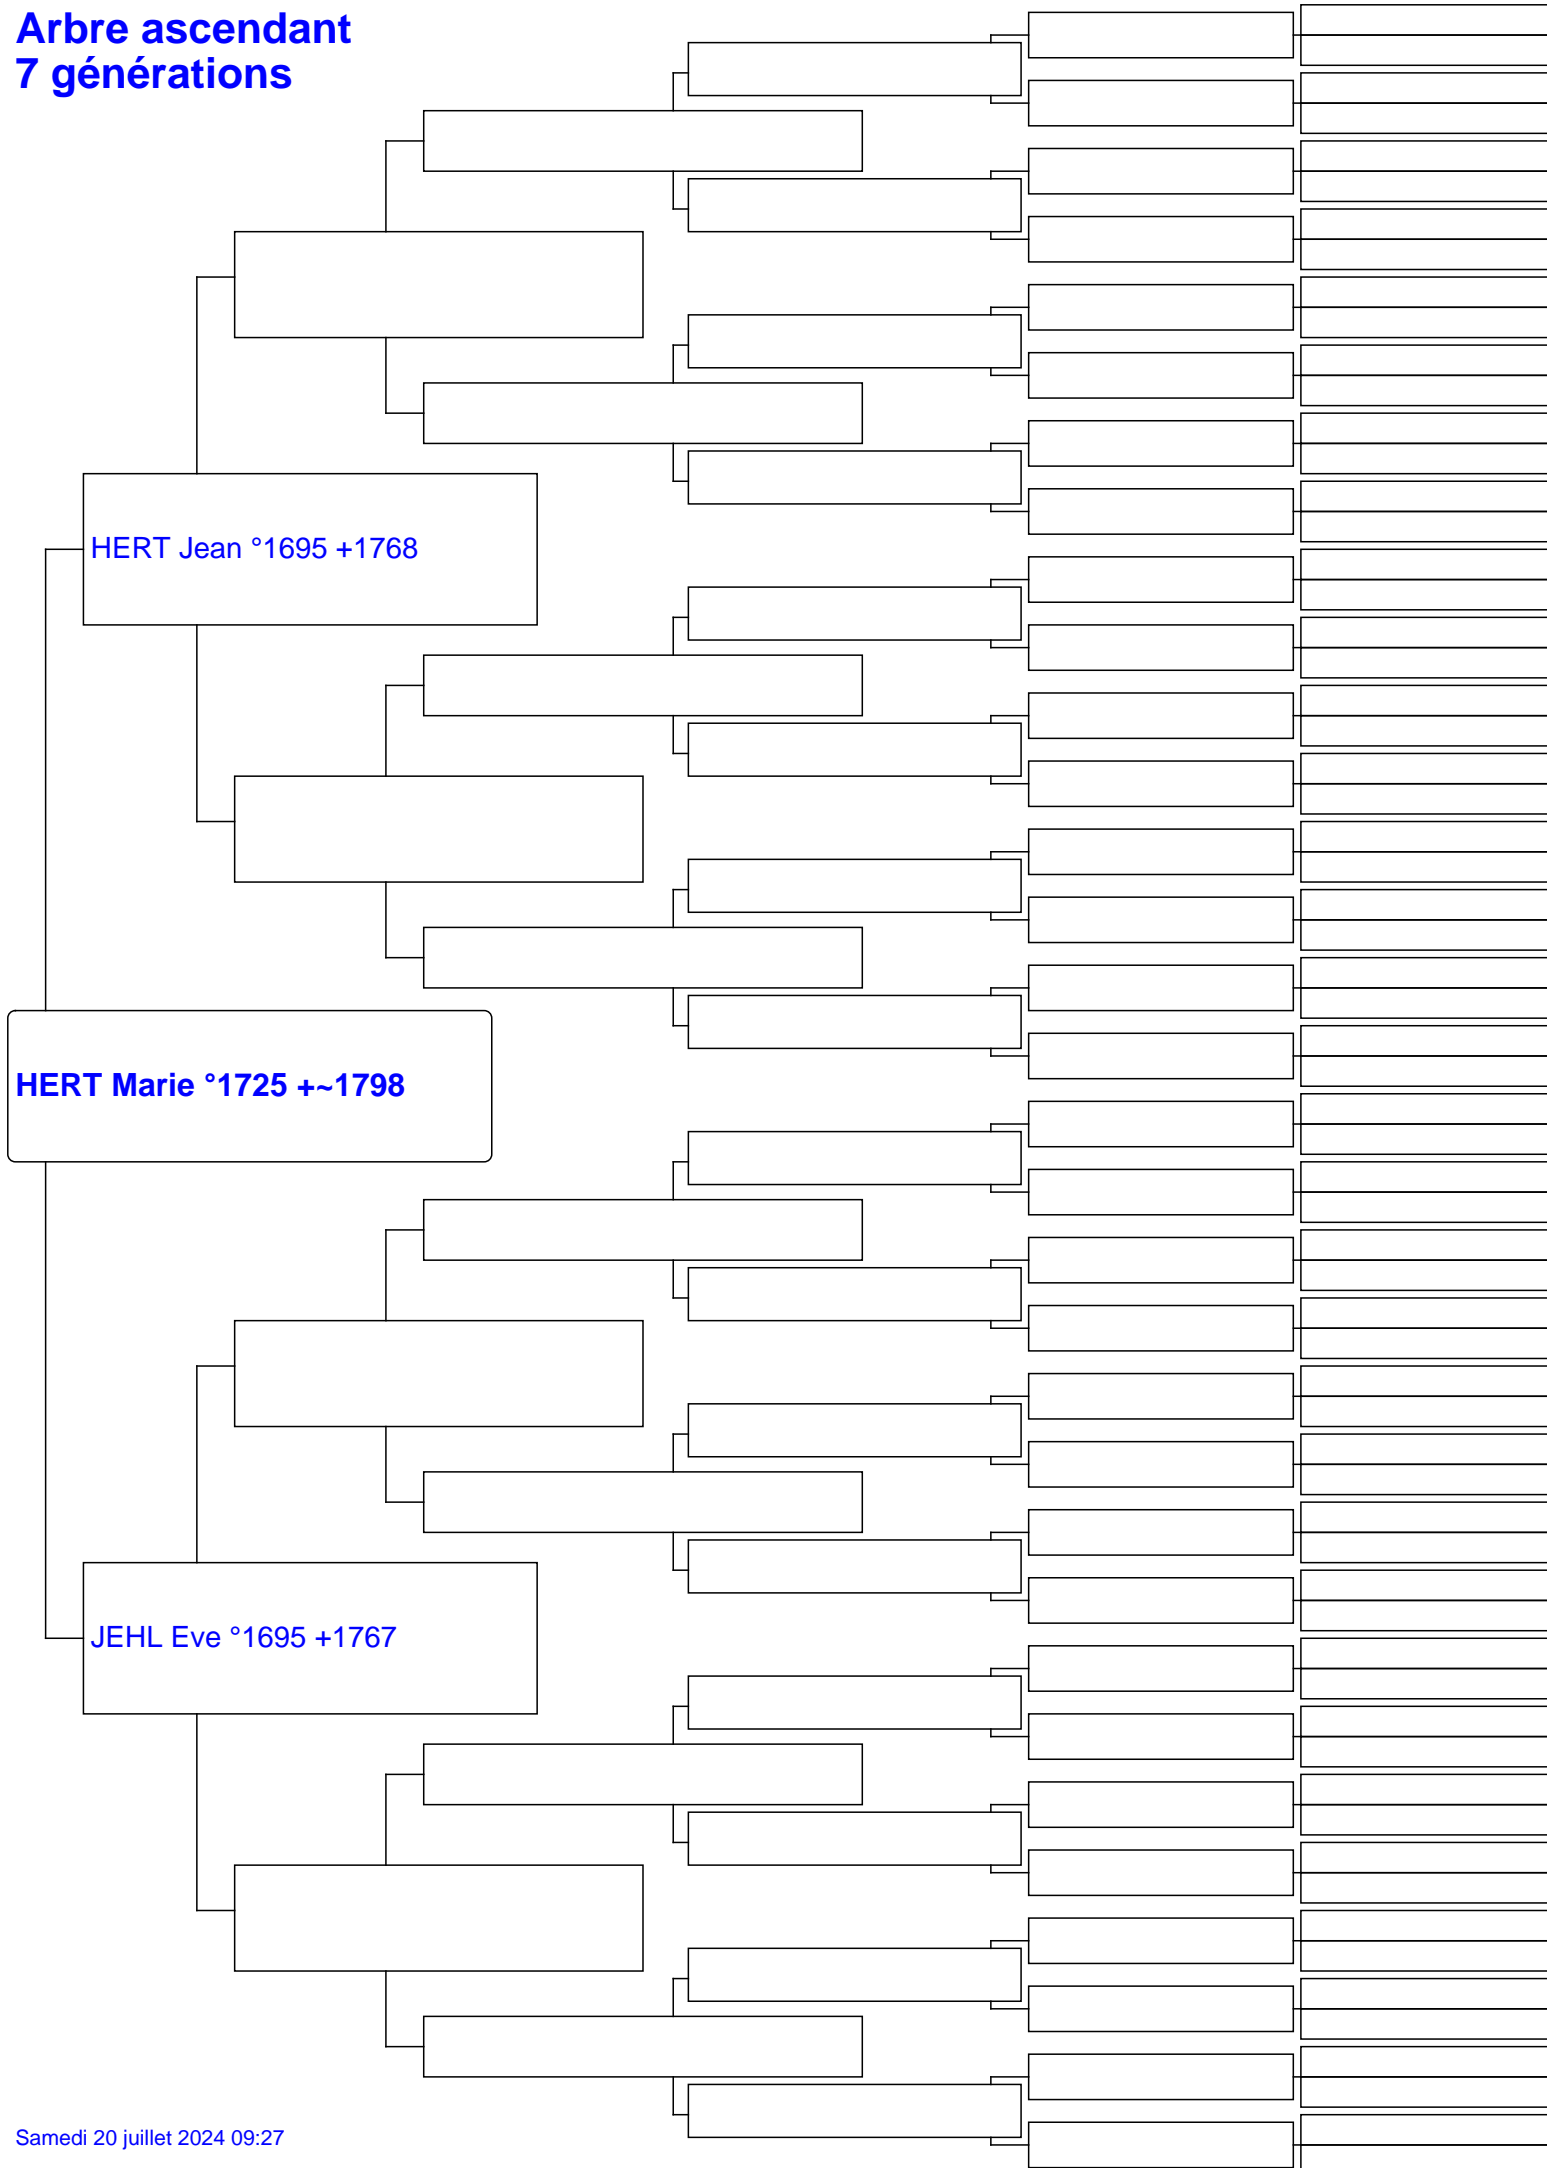 Arbre ascendant
7 générations
HERT Jean °1695 +1768
HERT Marie °1725 +~1798
JEHL Eve °1695 +1767
Samedi 20 juillet 2024 09:27